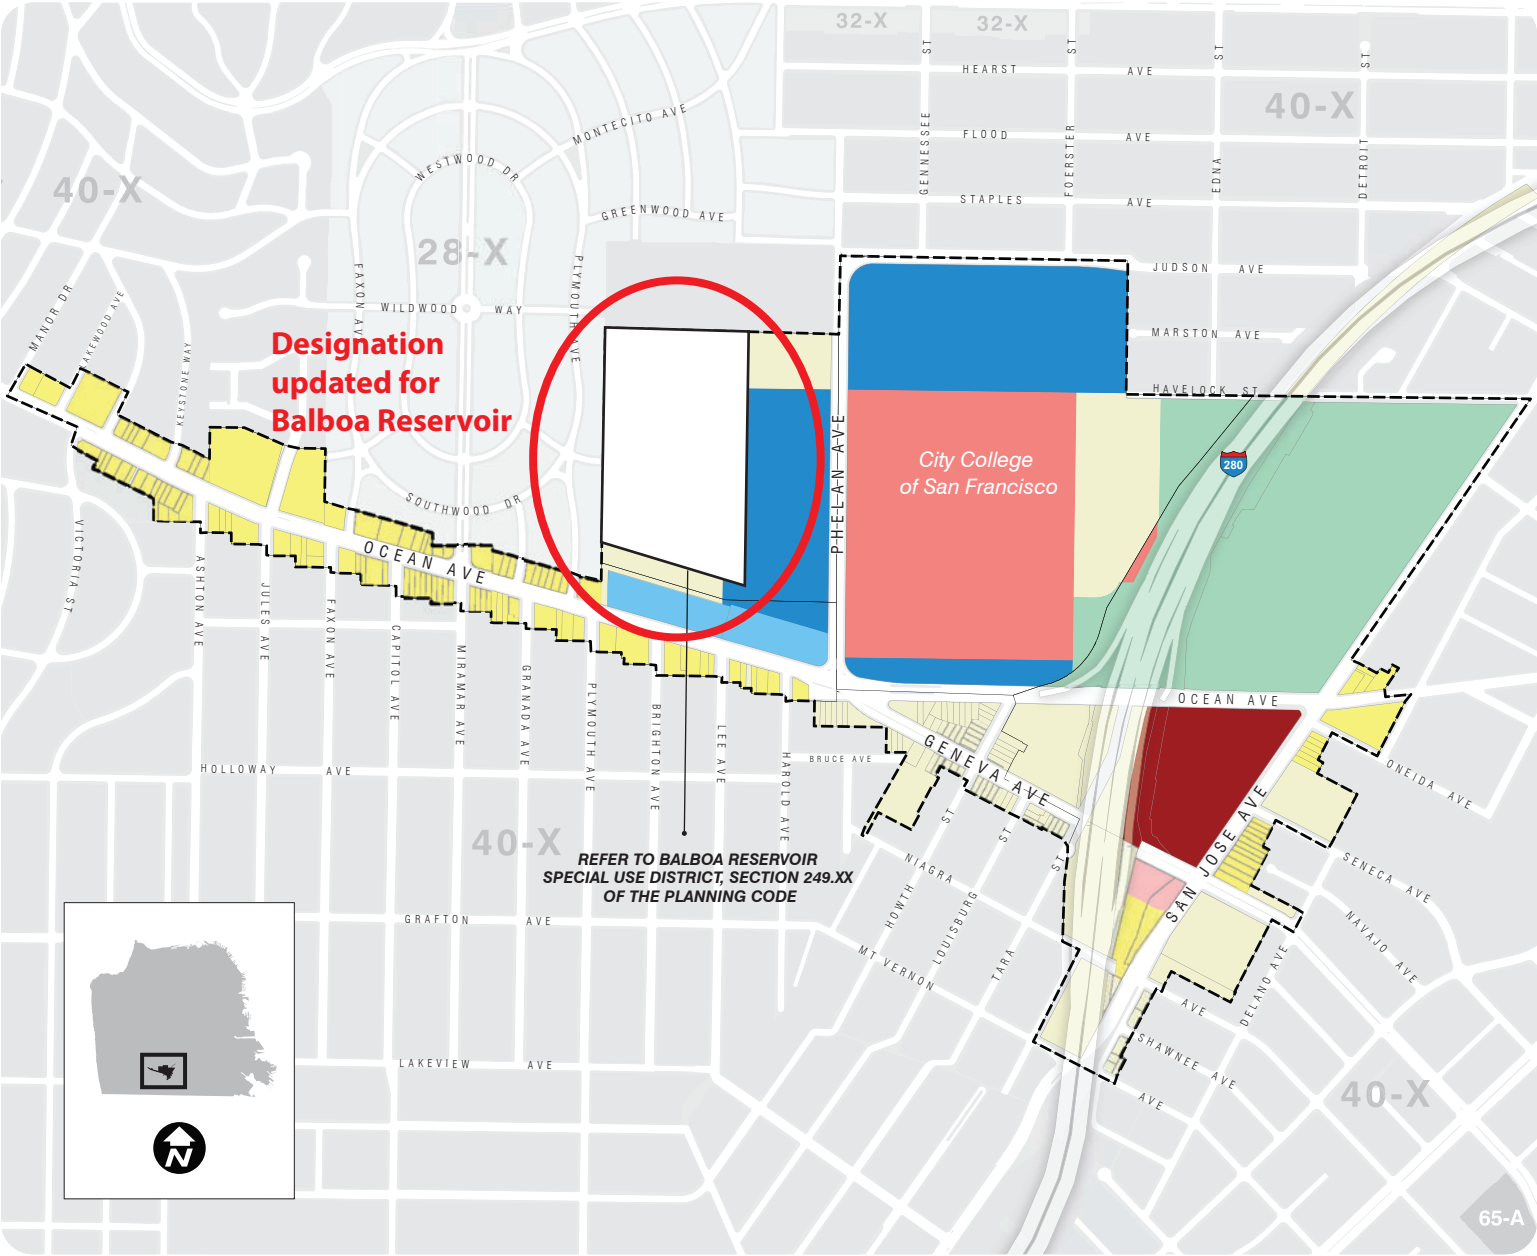 32-X
32-X
ST
ST
ST
ST
HEARST AVE
40-X
GENNESSEE
FOERSTER
EDNA
DETROIT
FLOOD AVE
MONTECITO AVE
WESTWOOD DR
40-X
STAPLES AVE
GREENWOOD AVE
28-X
PLYMOUTH AVE
FAXON AVE
JUDSON AVE
MANOR DR
LAKEWOOD AVE
KEYSTONE WAY
WILDWOOD WAY
MARSTON AVE
Designation
updated for
Balboa Reservoir
HAVELOCK ST
PHELAN AVE
City College
of San Francisco
280
SOUTHWOOD DR
OCEAN AVE
VICTORIA ST
ASHTON AVE
JULES AVE
FAXON AVE
CAPITOL AVE
MIRAMAR AVE
GRANADA AVE
PLYMOUTH AVE
BRIGHTON AVE
LEE AVE
HAROLD AVE
OCEAN AVE
GENEVA AVE
BRUCE AVE
HOLLOWAY AVE
ONEIDA AVE
SAN JOSE AVE
40-X
REFER TO BALBOA RESERVOIR
SPECIAL USE DISTRICT, SECTION 249.XX
OF THE PLANNING CODE
NIAGRA
ST
ST
ST
HOWTH
LOUISBURG
TARA
SENECA AVE
NAVAJO AVE
GRAFTON AVE
MT VERNON
DELANO AVE
AVE
SHAWNEE AVE
AVE
LAKEVIEW AVE
40-X
N
65-A